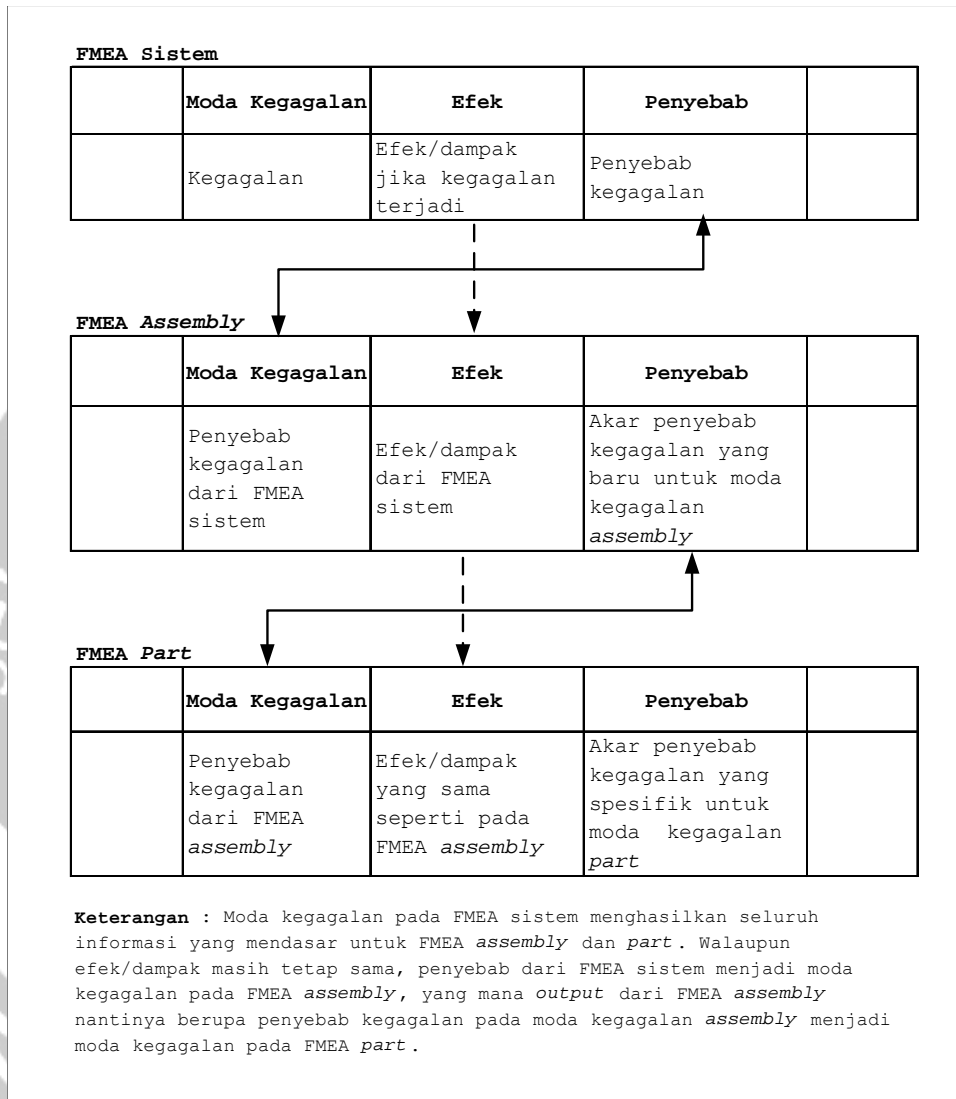 FMEA Sistem
Moda Kegagalan Efek Penyebab
Kegagalan
Efek/dampak
jika kegagalan
terjadi
Penyebab
kegagalan
FMEA Assembly
Moda Kegagalan Efek Penyebab
Penyebab
kegagalan
dari FMEA
sistem
Efek/dampak
dari FMEA
sistem
Akar penyebab
kegagalan yang
baru untuk moda
kegagalan
assembly
FMEA Part
Moda Kegagalan Efek Penyebab
Penyebab
kegagalan
dari FMEA
assembly
Efek/dampak
yang sama
seperti pada
FMEA assembly
Akar penyebab
kegagalan yang
spesifik untuk
moda kegagalan
part
Keterangan : Moda kegagalan pada FMEA sistem menghasilkan seluruh
informasi yang mendasar untuk FMEA assembly dan part. Walaupun
efek/dampak masih tetap sama, penyebab dari FMEA sistem menjadi moda
kegagalan pada FMEA assembly, yang mana output dari FMEA assembly
nantinya berupa penyebab kegagalan pada moda kegagalan assembly menjadi
moda kegagalan pada FMEA part.